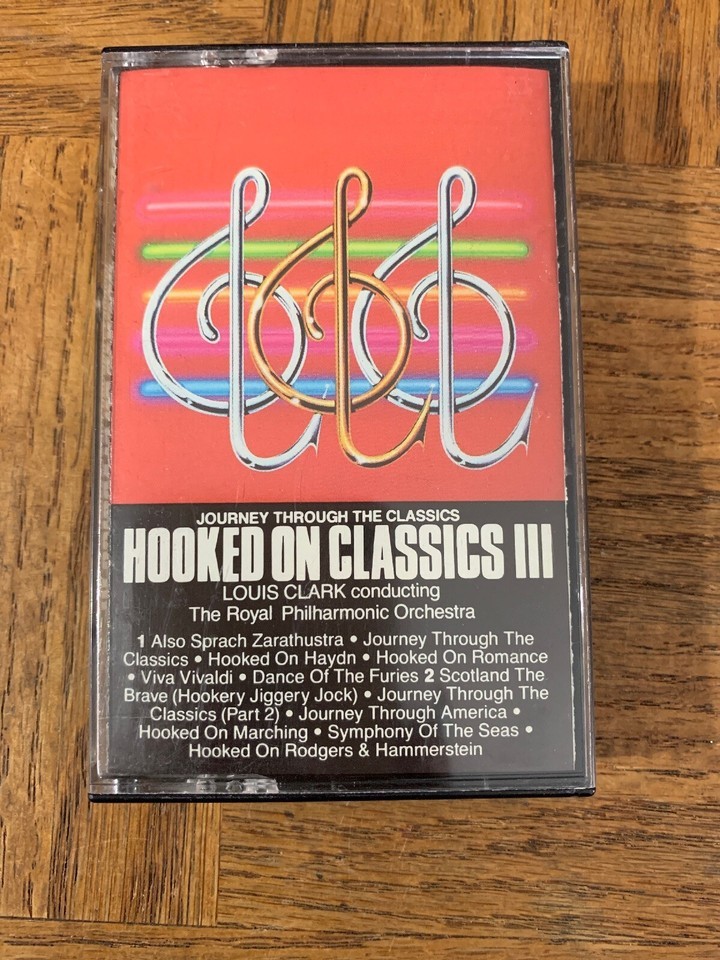 JOURNEY THROUGH THE CLASSICS
HOOKED ON CLASSICS III
LOUIS CLARK conducting
The Royal Philharmonic Orchestra
1 Also Sprach Zarathustra • Journey Through The
Classics • Hooked On Haydn • Hooked On Romance
• Viva Vivaldi • Dance Of The Furies 2 Scotland The
Brave (Hookery Jiggery Jock) • Journey Through The
Classics (Part 2) • Journey Through America •
Hooked On Marching • Symphony Of The Seas •
Hooked On Rodgers & Hammerstein